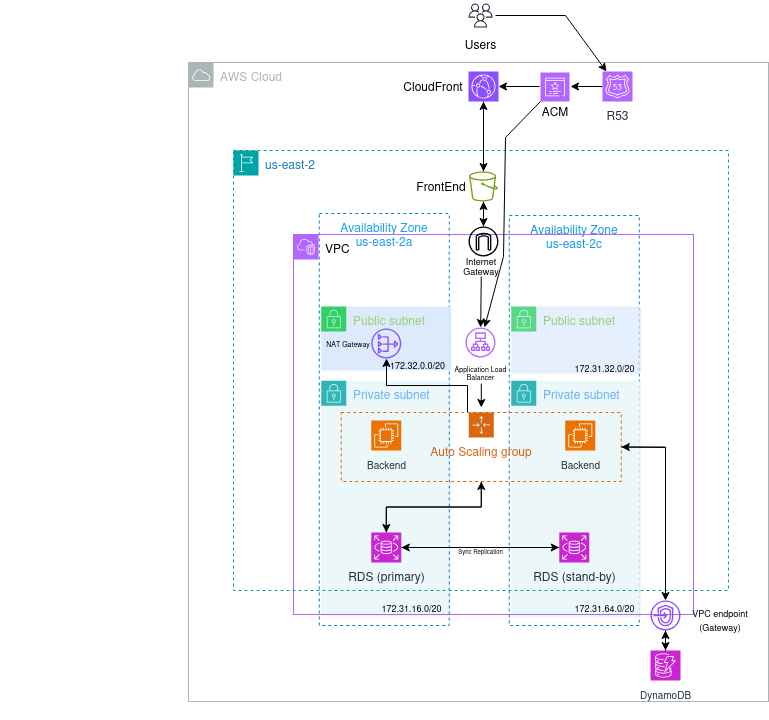 Users
AWS Cloud
CloudFront
ACM
53
R53
us-east-2
FrontEnd
Availability Zone
us-east-2a
Availability Zone
us-east-2c
VPC
Internet
Gateway
Public subnet
Public subnet
NAT Gateway
172.32.0.0/20
Application Load
Balancer
172.31.32.0/20
Private subnet
Private subnet
Auto Scaling group
Backend
Backend
Sync Replication
RDS (primary)
RDS (stand-by)
172.31.16.0/20
172.31.64.0/20
VPC endpoint
(Gateway)
DynamoDB